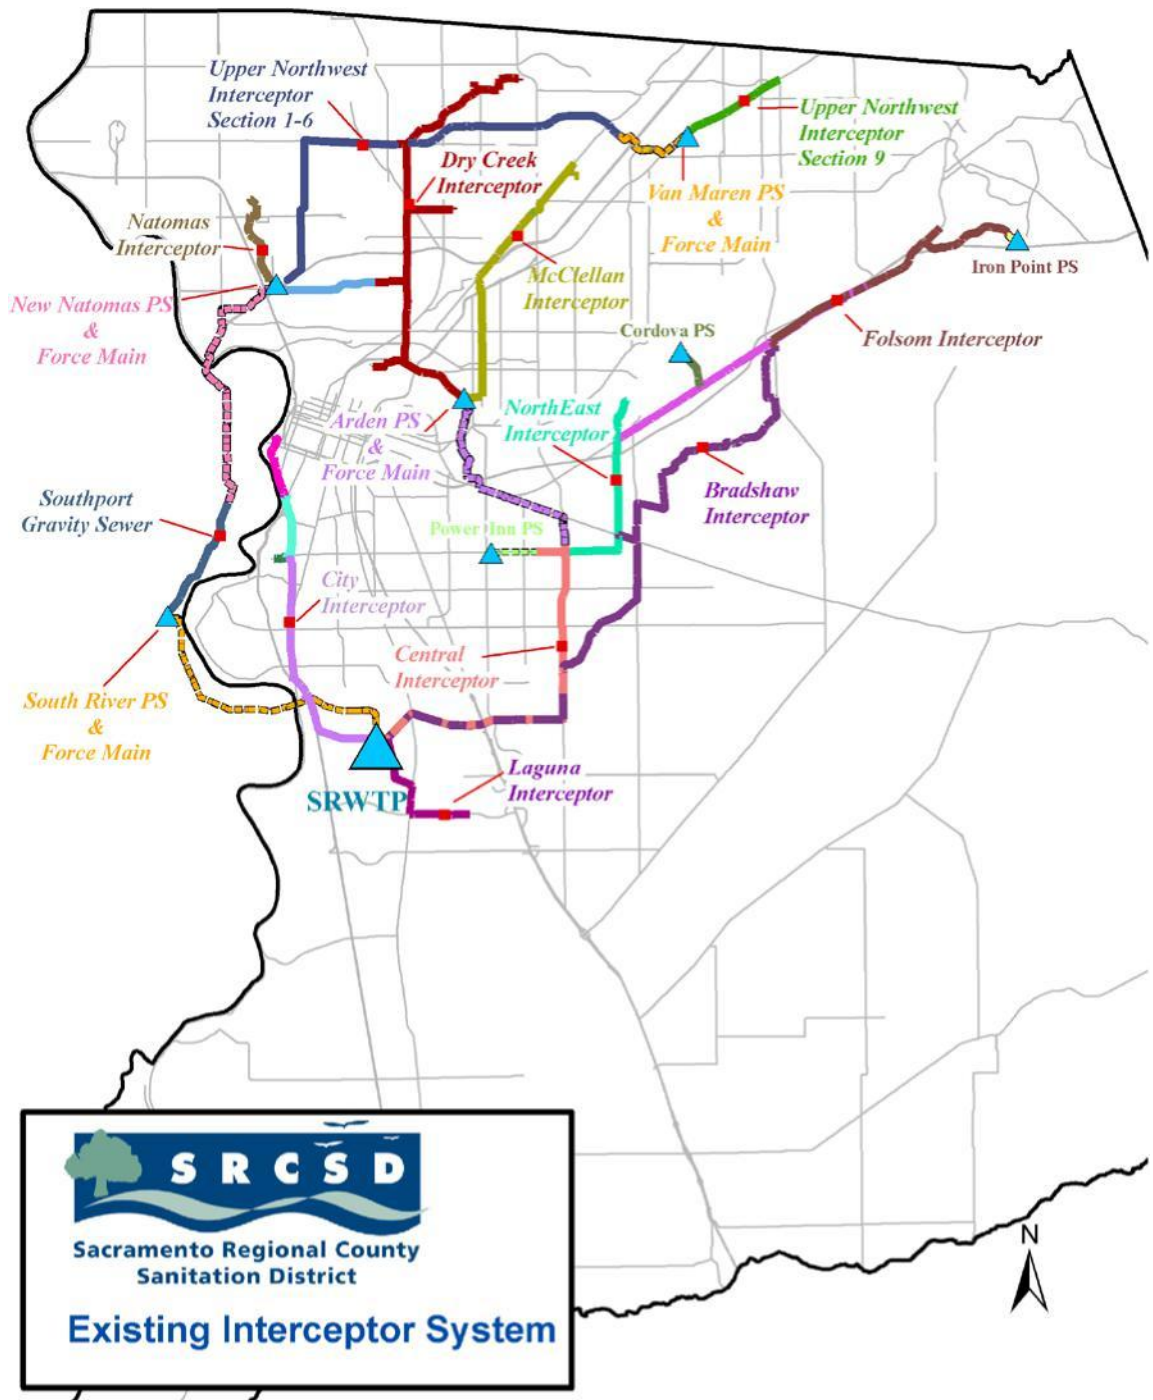 Upper Northwest
Interceptor
Section 1-6
Upper Northwest
Interceptor
Section 9
Dry Creek
Interceptor
Van Maren PS
&
Force Main
Natomas
Interceptor
Iron Point PS
McClellan
Interceptor
New Natomas PS
&
Force Main
Cordova PS
Folsom Interceptor
Arden PS
&
Force Main
NorthEast
Interceptor
Southport
Gravity Sewer
Bradshaw
Interceptor
Power Inn PS
City
Interceptor
Central
Interceptor
South River PS
&
Force Main
Laguna
Interceptor
SRWTP
SRCSD
Sacramento Regional County
Sanitation District
Existing Interceptor System
N